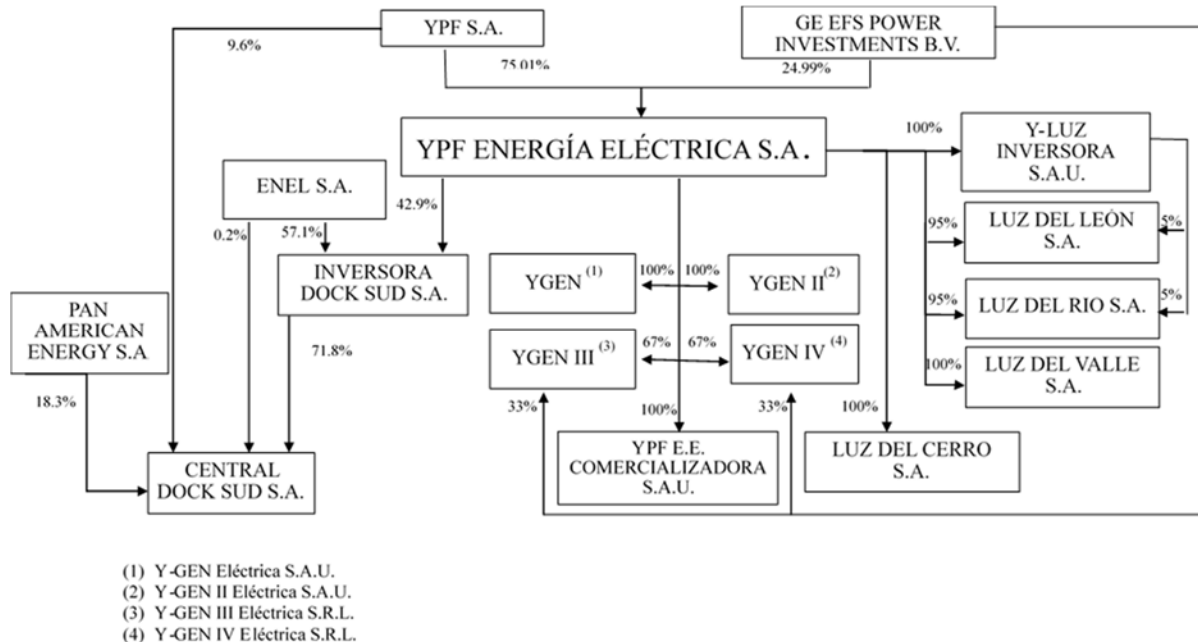 YPF S.A.
GE EFS POWER
INVESTMENTS B.V.
9.6%
75.01%
24.99%
YPF ENERGÍA ELÉCTRICA S.A.
100%
Y-LUZ
INVERSORA
S.A.U.
ENEL S.A.
42.9%
0.2%
57.1%
95%
LUZ DEL LEÓN
S.A.
5%
INVERSORA
DOCK SUD S.A.
YGEN (1)
100%
100%
YGEN II (2)
95%
LUZ DEL RIO S.A.
5%
PAN
AMERICAN
ENERGY S.A
71.8%
YGEN III (3)
67%
67%
YGEN IV (4)
100%
LUZ DEL VALLE
S.A.
18.3%
33%
100%
33%
100%
CENTRAL
DOCK SUD S.A.
YPF E.E.
COMERCIALIZADORA
S.A.U.
LUZ DEL CERRO
S.A.
(1) Y-GEN Eléctrica S.A.U.
(2) Y-GEN II Eléctrica S.A.U.
(3) Y-GEN III Eléctrica S.R.L.
(4) Y-GEN IV Eléctrica S.R.L.